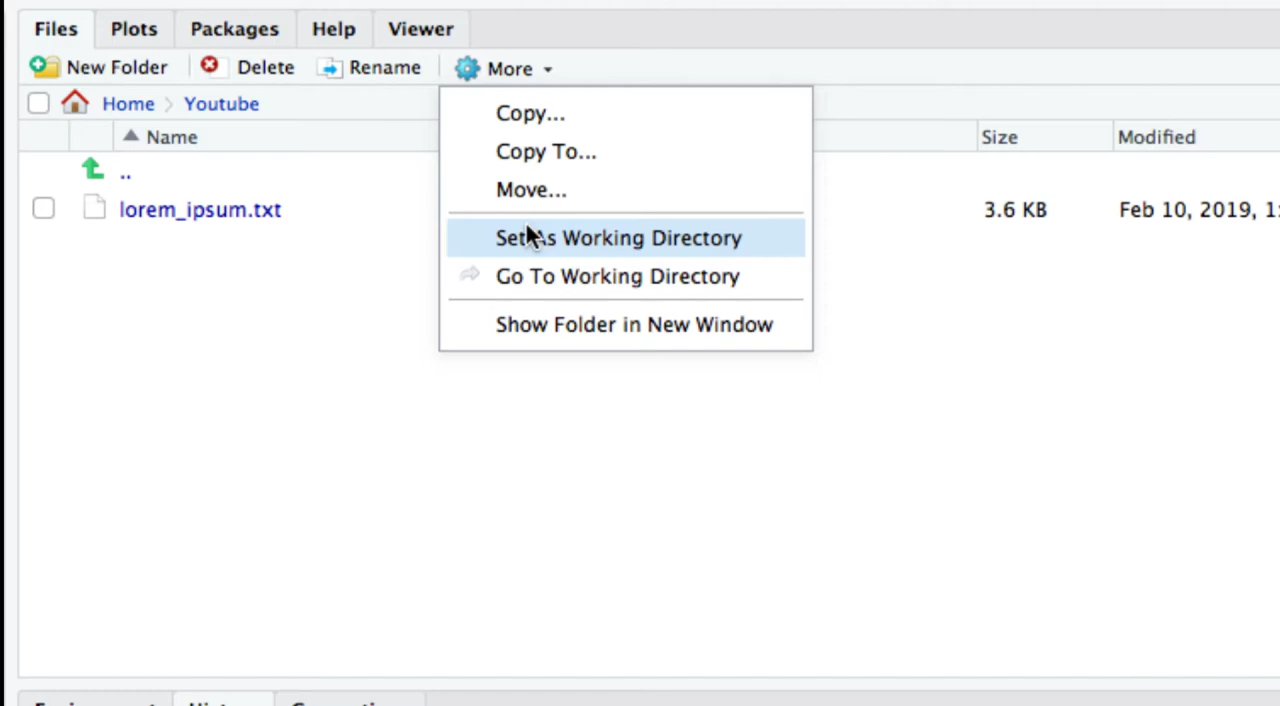 Files Plots Packages Help Viewer
New Folder Delete Rename More
Home Youtube
Name Size Modified
..
lorem_ipsum.txt 3.6 KB Feb 10, 2019,
Copy...
Copy To...
Move...
Set As Working Directory
Go To Working Directory
Show Folder in New Window